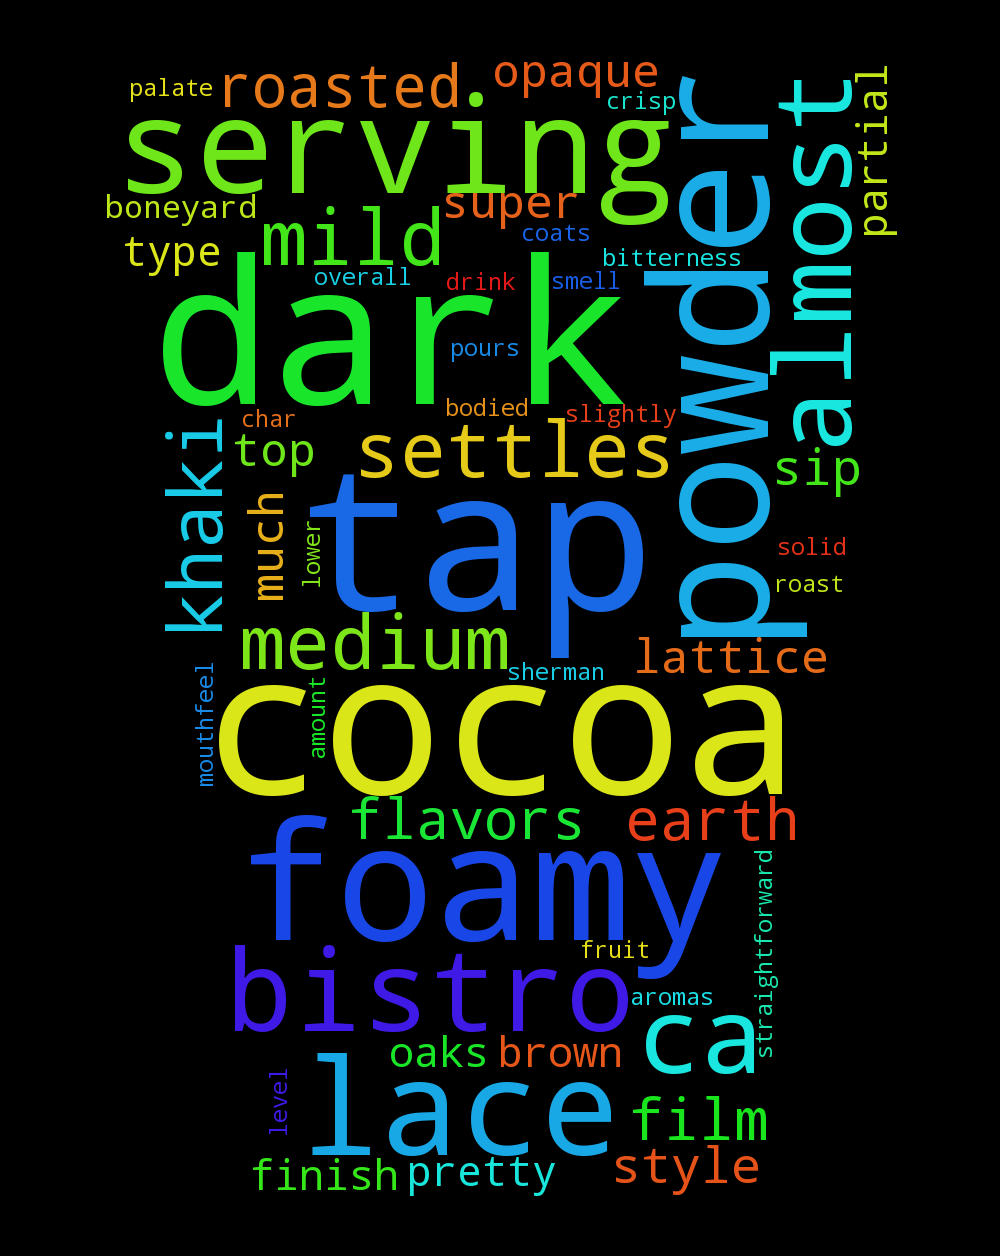 palate
roasted
opaque
crisp
serving
powder
almost
partial
boneyard
super
mild
type
coats
bitterness
overall
drink
smell
dark
pours
bodied
slightly
char
top
settles
sip
khaki
much
lower
tap
solid
roast
medium
lattice
sherman
mouthfeel
amount
cocoa
flavors
earth
foamy
straightforward
fruit
bistro
aromas
ca
oaks
brown
level
lace
film
finish
pretty
style